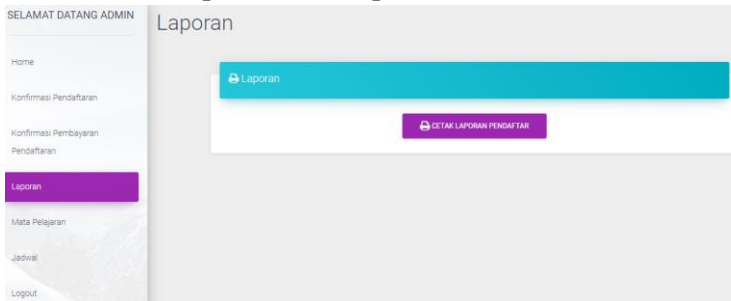 SELAMAT DATANG ADMIN
Home
Konfirmasi Pendaftaran
Konfirmasi Pembayaran
Pendaftaran
Laporan
Mata Pelajaran
Jadwal
Logout
Laporan
Laporan
CETAK LAPORAN PENDAFTAR